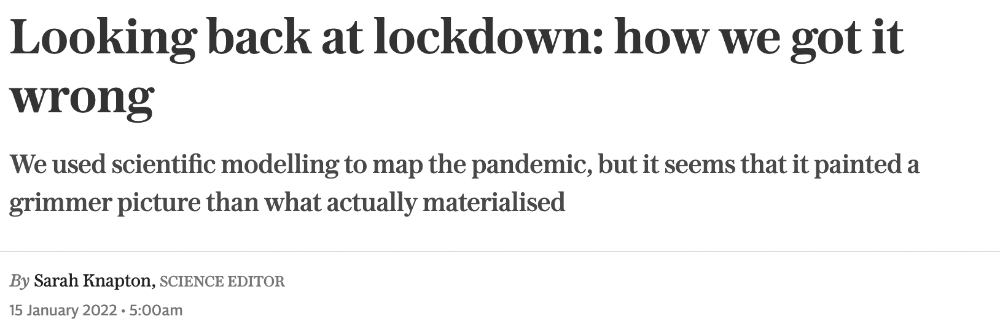 Looking back at lockdown: how we got it
wrong
We used scientific modelling to map the pandemic, but it seems that it painted a
grimmer picture than what actually materialised
By Sarah Knapton, SCIENCE EDITOR
15 January 2022 • 5:00am